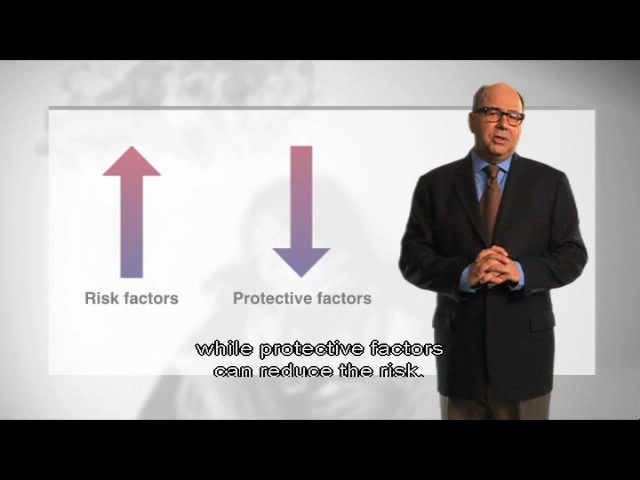 Risk factors
Protective factors
while protective factors
can reduce the risk.